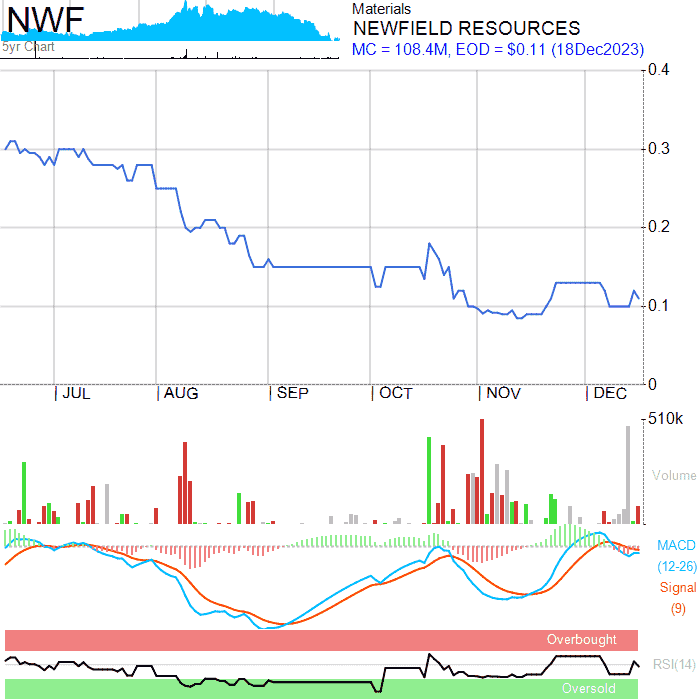 NWF
5yr Chart
Materials
NEWFIELD RESOURCES
MC = 108.4M, EOD = $0.11 (18Dec2023)
0.4
0.3
0.2
0.1
0
JUL AUG SEP OCT NOV DEC
510k
Volume
MACD
(12-26)
Signal
(9)
Overbought
RSI(14)
Oversold